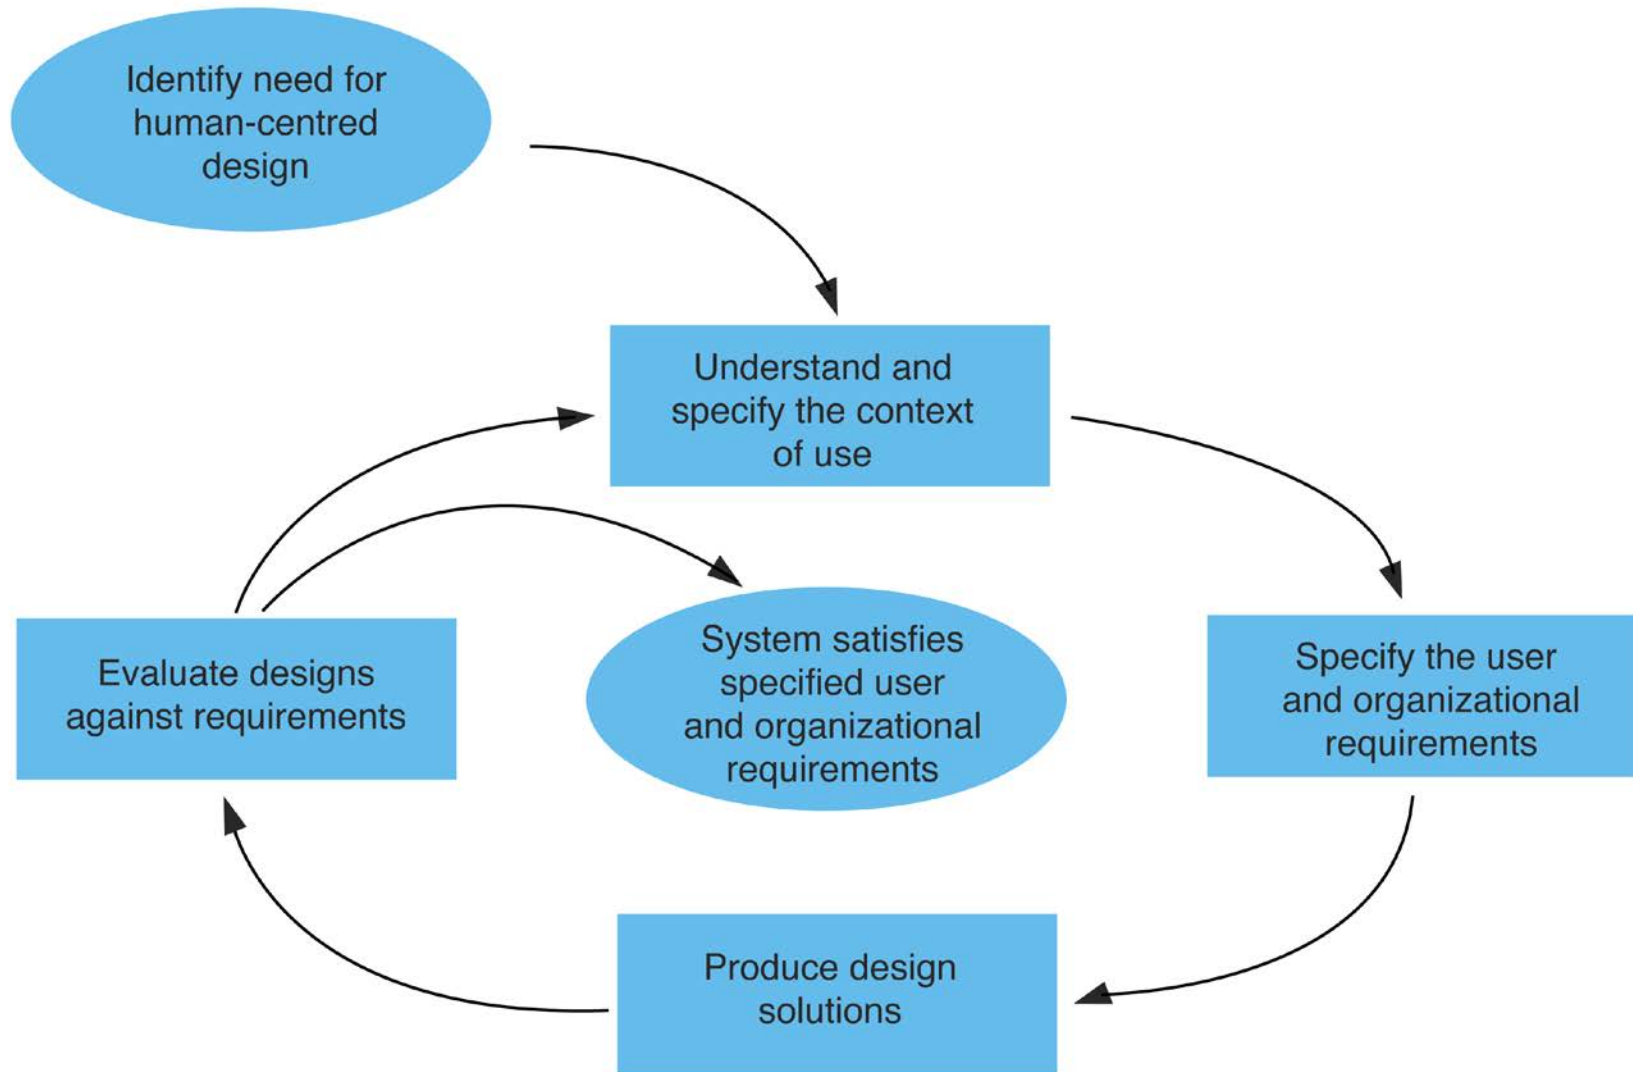 Identify need for
human-centred
design
Understand and
specify the context
of use
Evaluate designs
against requirements
System satisfies
specified user
and organizational
requirements
Specify the user
and organizational
requirements
Produce design
solutions